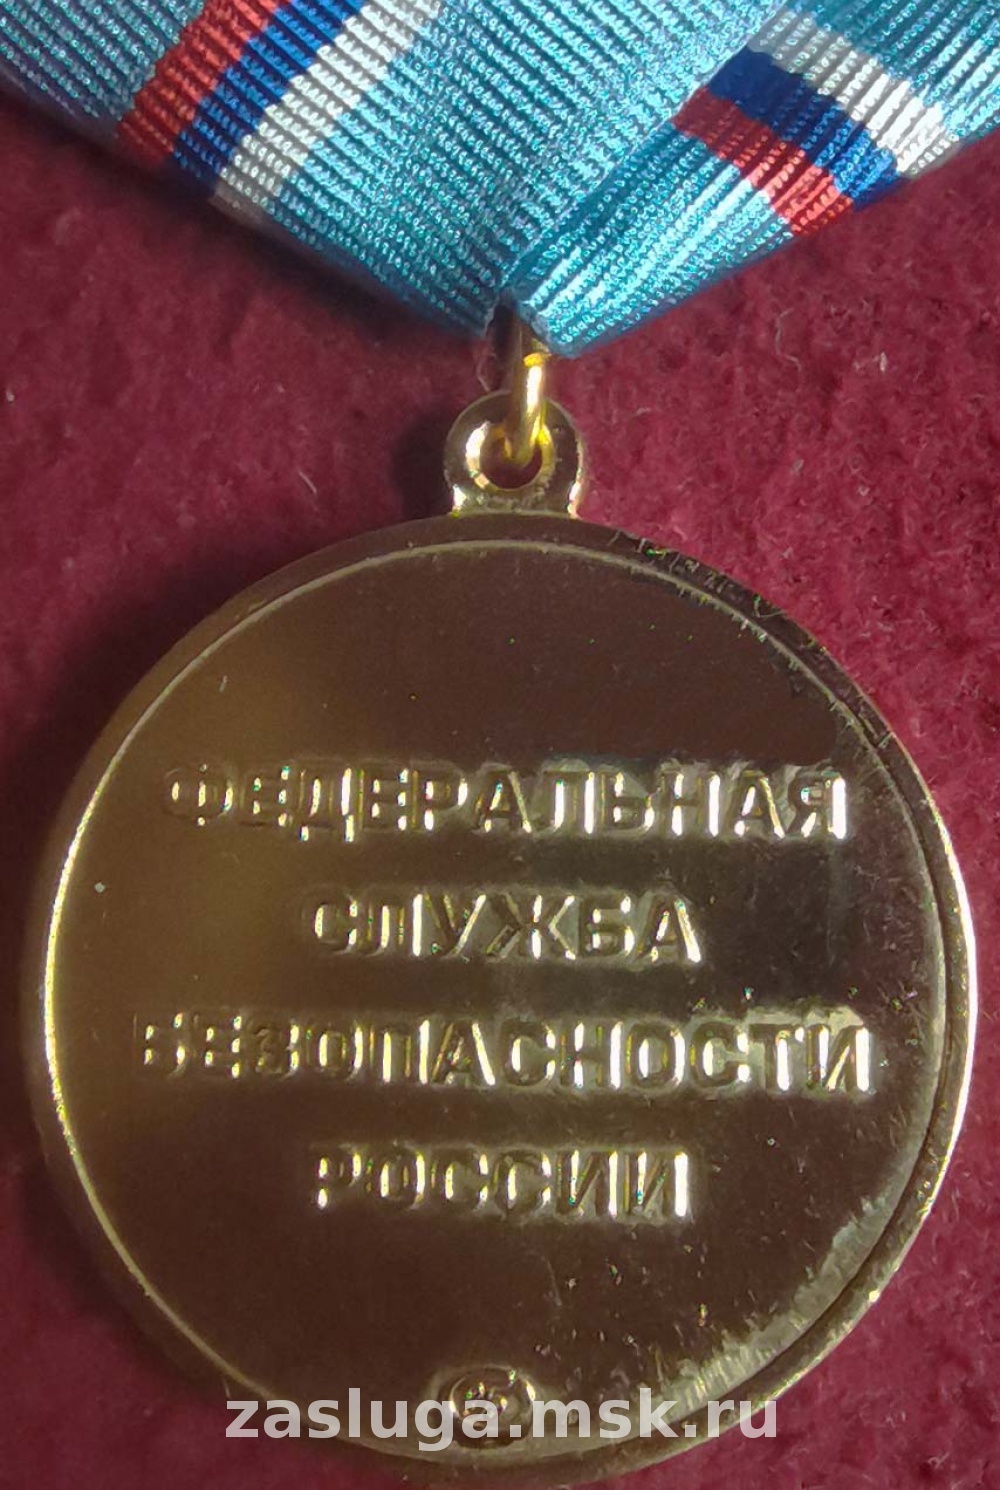 ФЕДЕРАЛЬНАЯ
СЛУЖБА
БЕЗОПАСНОСТИ
РОССИИ
zasluga.msk.ru